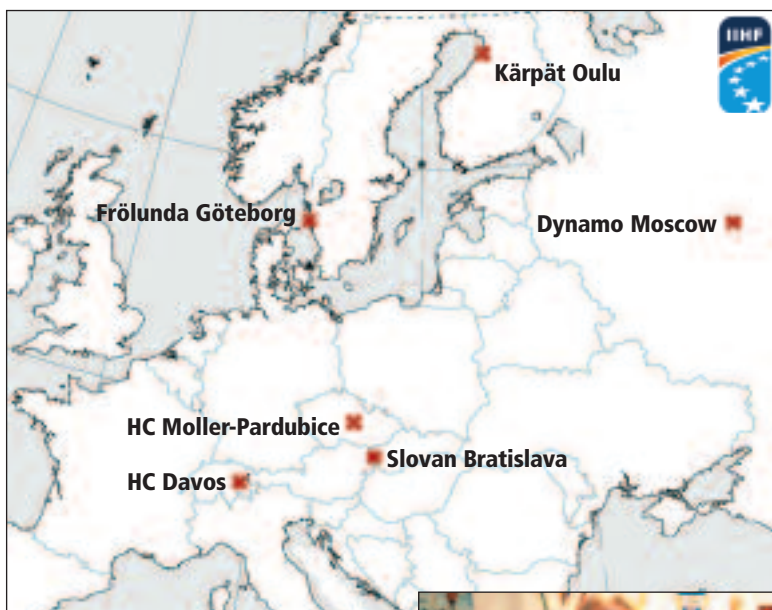 IIHF
Kärpät Oulu
Frölunda Göteborg
Dynamo Moscow
HC Moller-Pardubice
Slovan Bratislava
HC Davos